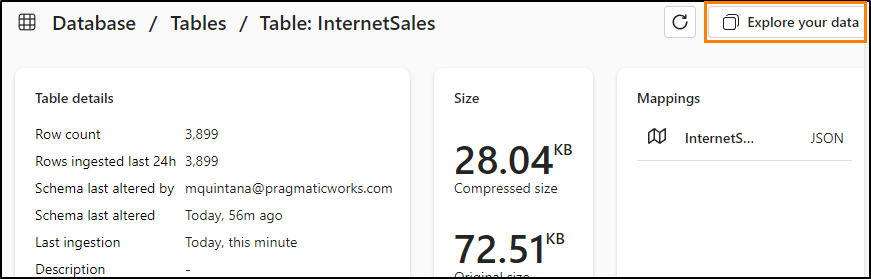 Database / Tables / Table: InternetSales
Explore your data
Table details
Row count 3,899
Rows ingested last 24h 3,899
Schema last altered by mquintana@pragmaticworks.com
Schema last altered Today, 56m ago
Last ingestion Today, this minute
Description -
Size
28.04 KB
Compressed size
72.51 KB
Original size
Mappings
InternetS... JSON